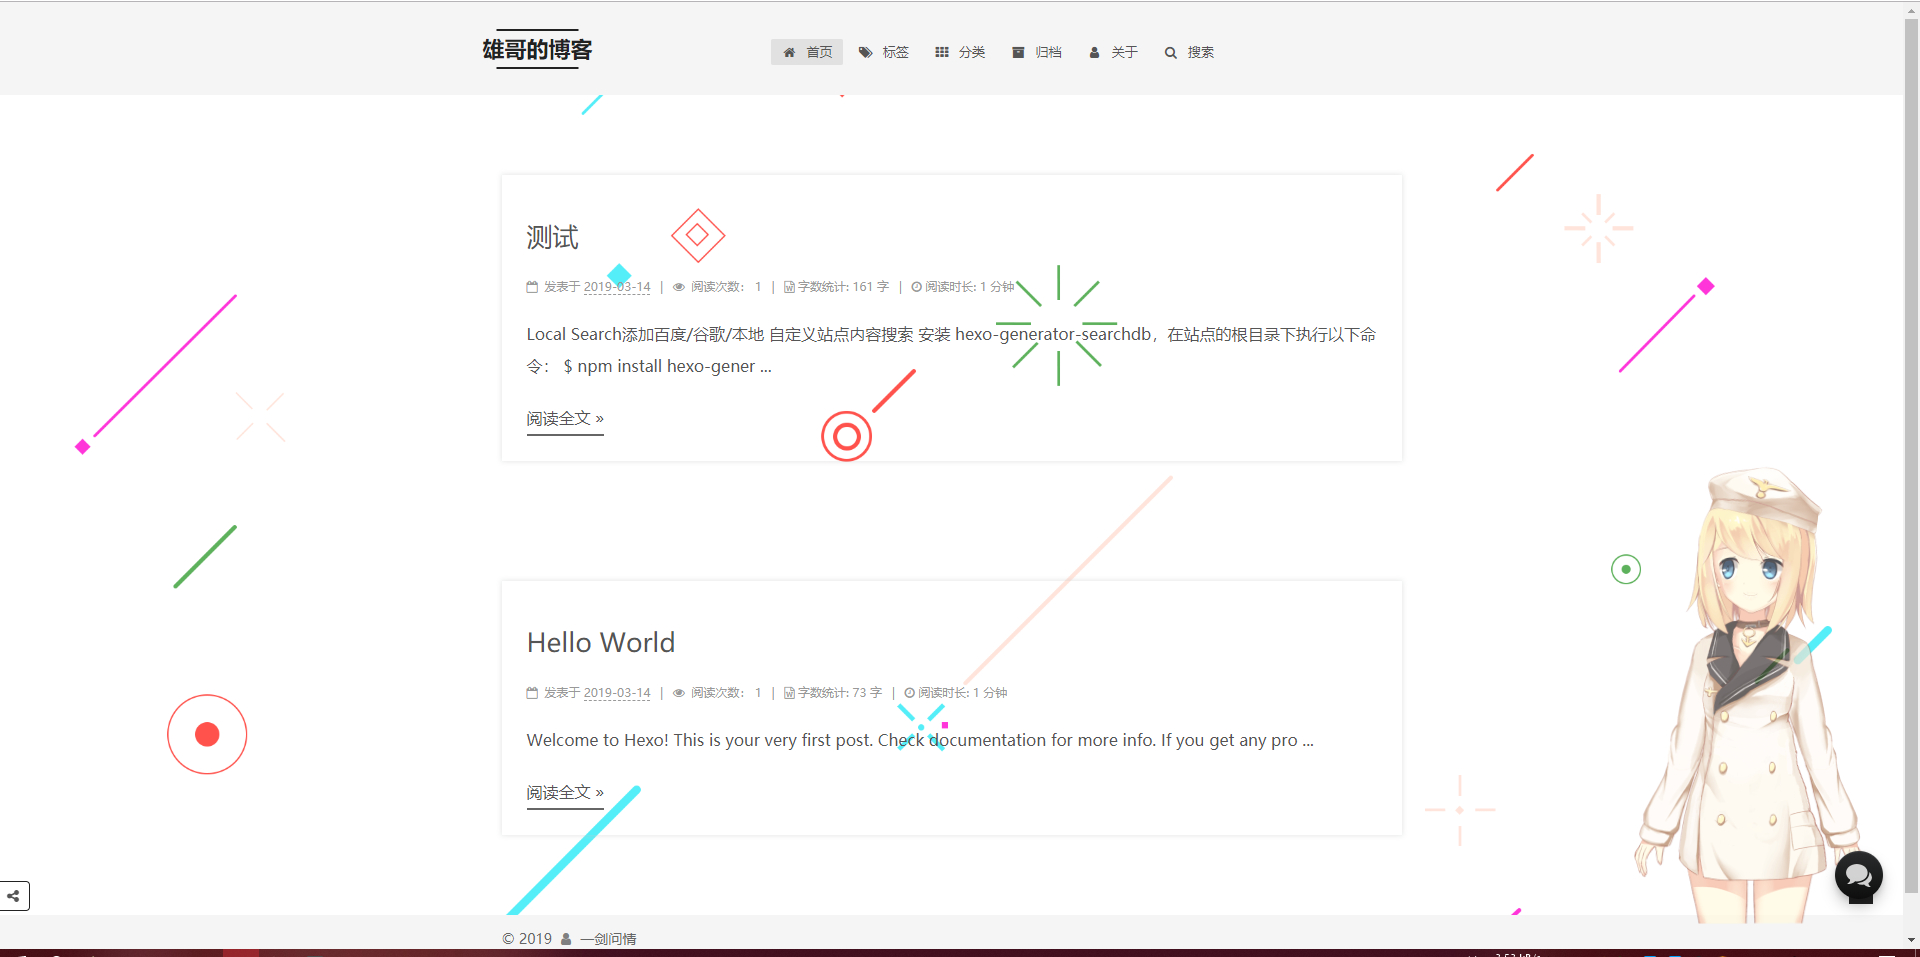 雄哥的博客
首页 标签 分类 归档 关于 搜索
测试
发表于 2019-03-14 | 阅读次数： 1 | 字数统计: 161 字 | 阅读时长: 1 分钟
Local Search添加百度/谷歌/本地 自定义站点内容搜索 安装 hexo-generator-searchdb，在站点的根目录下执行以下命
令： $ npm install hexo-gener ...
阅读全文 »
Hello World
发表于 2019-03-14 | 阅读次数： 1 | 字数统计: 73 字 | 阅读时长: 1 分钟
Welcome to Hexo! This is your very first post. Check documentation for more info. If you get any pro ...
阅读全文 »
© 2019 一剑问情